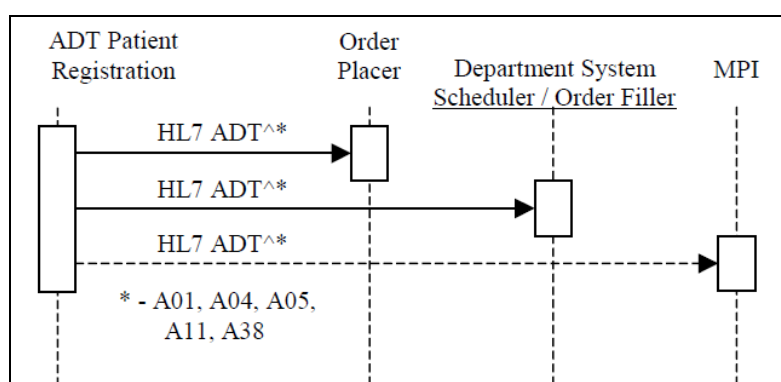 ADT Patient
Registration
Order
Placer
Department System
Scheduler / Order Filler
MPI
HL7 ADT^*
HL7 ADT^*
HL7 ADT^*
* - A01, A04, A05,
A11, A38